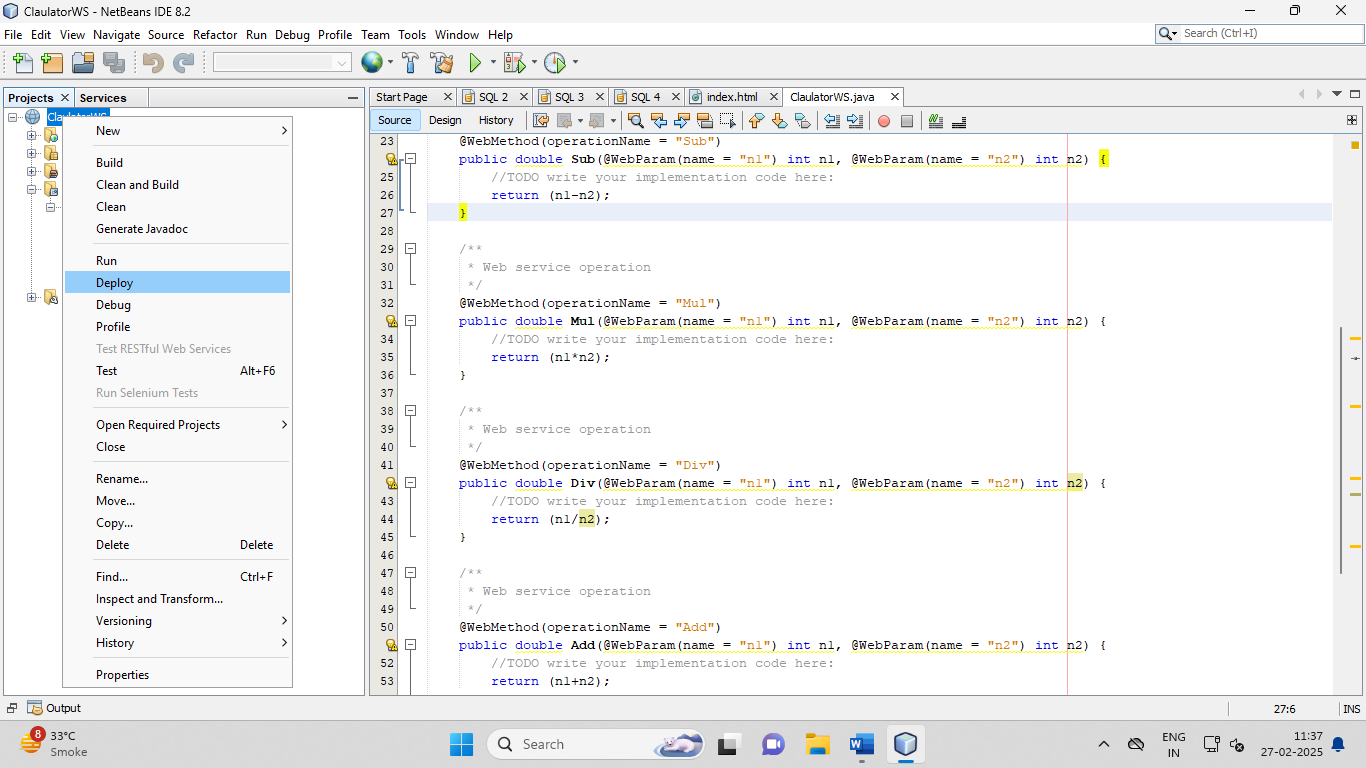 ClaulatorWS - NetBeans IDE 8.2
File Edit View Navigate Source Refactor Run Debug Profile Team Tools Window Help
Search (Ctrl+I)
Projects Services
ClaulatorWS
New
Build
Clean and Build
Clean
Generate Javadoc
Run
Deploy
Debug
Profile
Test RESTful Web Services
Test Alt+F6
Run Selenium Tests
Open Required Projects
Close
Rename...
Move...
Copy...
Delete Delete
Find... Ctrl+F
Inspect and Transform...
Versioning
History
Properties
Start Page SQL 2 SQL 3 SQL 4 index.html ClaulatorWS.java
Source Design History
23 @WebMethod(operationName = "Sub")
public double Sub(@WebParam(name = "n1") int n1, @WebParam(name = "n2") int n2) {
25 //TODO write your implementation code here:
26 return (n1-n2);
27 }
28
29 /**
30 * Web service operation
31 */
32 @WebMethod(operationName = "Mul")
public double Mul(@WebParam(name = "n1") int n1, @WebParam(name = "n2") int n2) {
34 //TODO write your implementation code here:
35 return (n1*n2);
36 }
37
38 /**
39 * Web service operation
40 */
41 @WebMethod(operationName = "Div")
public double Div(@WebParam(name = "n1") int n1, @WebParam(name = "n2") int n2) {
43 //TODO write your implementation code here:
44 return (n1/n2);
45 }
46
47 /**
48 * Web service operation
49 */
50 @WebMethod(operationName = "Add")
public double Add(@WebParam(name = "n1") int n1, @WebParam(name = "n2") int n2) {
52 //TODO write your implementation code here:
53 return (n1+n2);
Output
27:6 INS
8
33°C
Smoke
Search
ENG
IN
11:37
27-02-2025